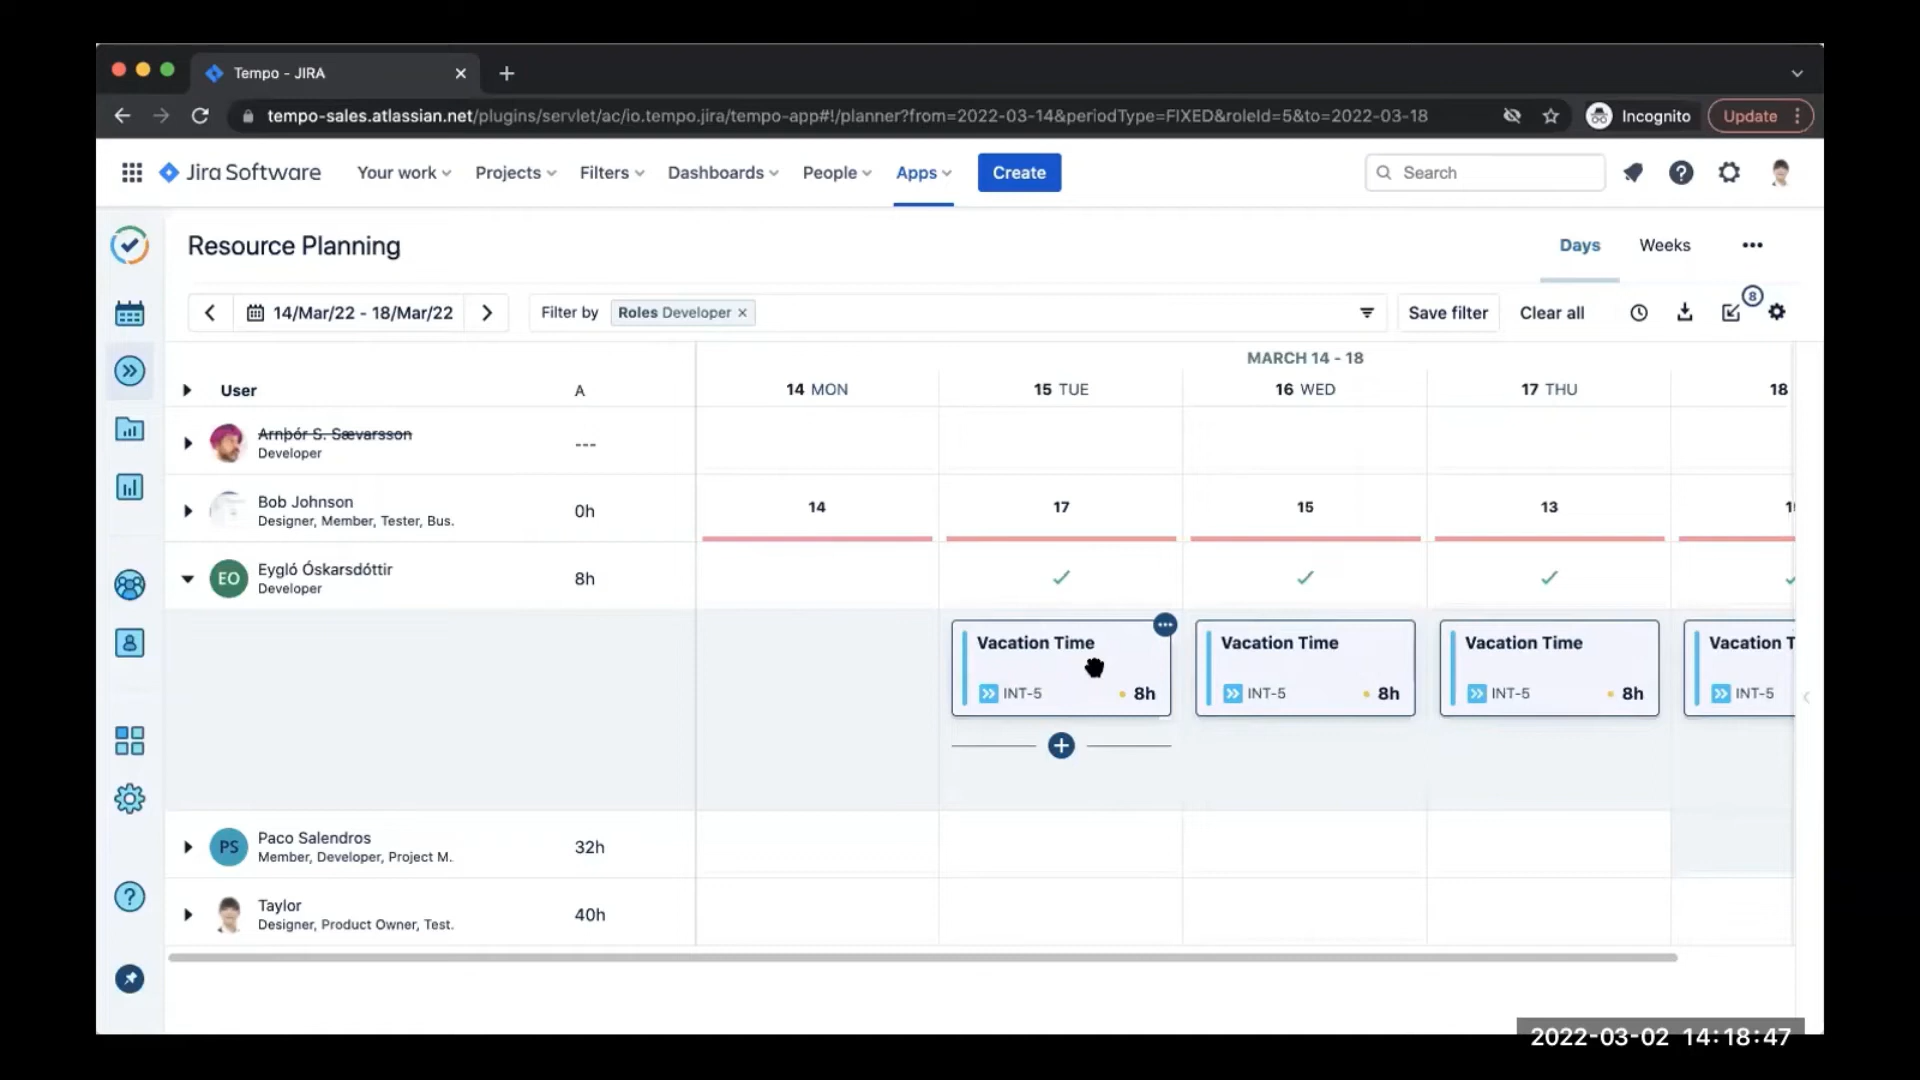 Tempo - JIRA
tempo-sales.atlassian.net/plugins/servlet/ac/io.tempo.jira/tempo-app#!/planner?from=2022-03-14&periodType=FIXED&roleId=5&to=2022-03-18
Incognito
Update
Jira Software
Your work
Projects
Filters
Dashboards
People
Apps
Create
Search
Resource Planning
Days
Weeks
14/Mar/22 - 18/Mar/22
Filter by
Roles Developer ×
Save filter
Clear all
8
MARCH 14 - 18
User
A
14 MON
15 TUE
16 WED
17 THU
18
Arnþór S. Sævarsson
Developer
---
Bob Johnson
Designer, Member, Tester, Bus.
0h
14
17
15
13
EO
Eygló Óskarsdóttir
Developer
8h
Vacation Time
INT-5
8h
Vacation Time
INT-5
8h
Vacation Time
INT-5
8h
Vacation T
INT-5
PS
Paco Salendros
Member, Developer, Project M.
32h
Taylor
Designer, Product Owner, Test.
40h
2022-03-02 14:18:47